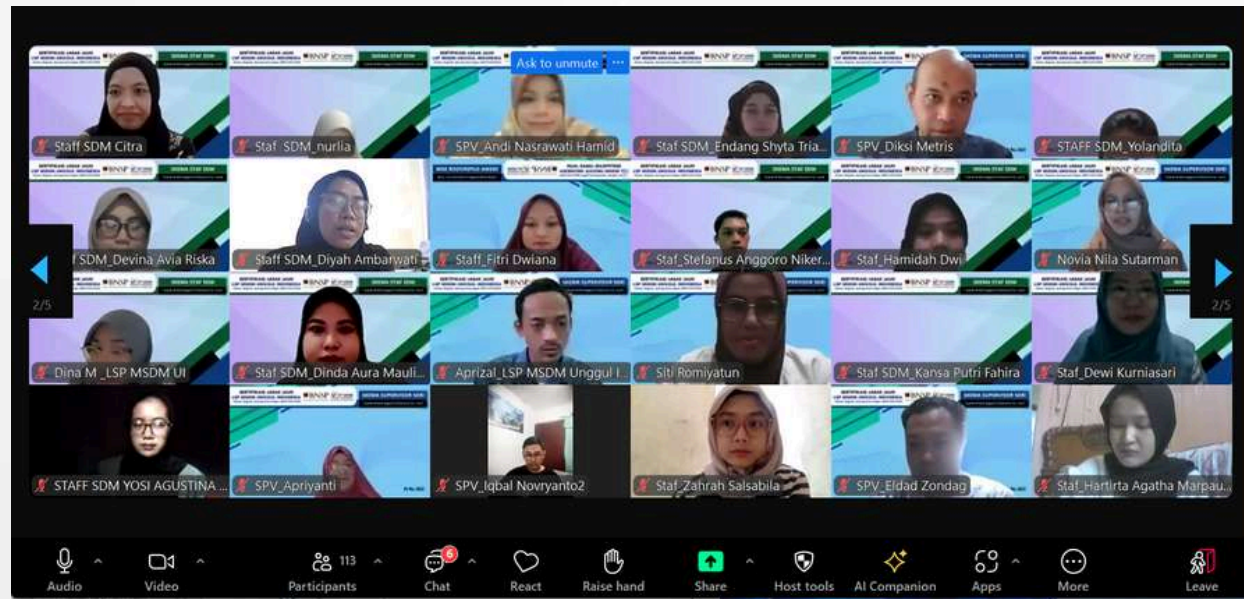 Ask to unmute ...
Staff SDM Citra
Staf SDM_nurlia
SPV_Andi Nasrawati Hamid
Staf SDM_Endang Shyta Tria...
SPV_Diksi Metris
STAFF SDM_Yolandita
f SDM_Devina Avia Riska
Staff SDM_Diyah Ambarwati
Staff_Fitri Dwiana
Staf_Stefanus Anggoro Niker...
Staf_Hamidah Dwi
Novia Nila Sutarman
2/5
2/5
Dina M _LSP MSDM UI
Staf SDM_Dinda Aura Mauli...
Aprizal_LSP MSDM Unggul I...
Siti Romiyatun
Staf SDM_Kansa Putri Fahira
Staf_Dewi Kurniasari
STAFF SDM YOSI AGUSTINA ...
SPV_Apriyanti
SPV_Iqbal Novryanto2
Staf_Zahrah Salsabila
SPV_Eldad Zondag
Staf_Hartirta Agatha Marpau...
Audio
Video
113
Participants
6
Chat
React
Raise hand
Share
Host tools
AI Companion
Apps
More
Leave